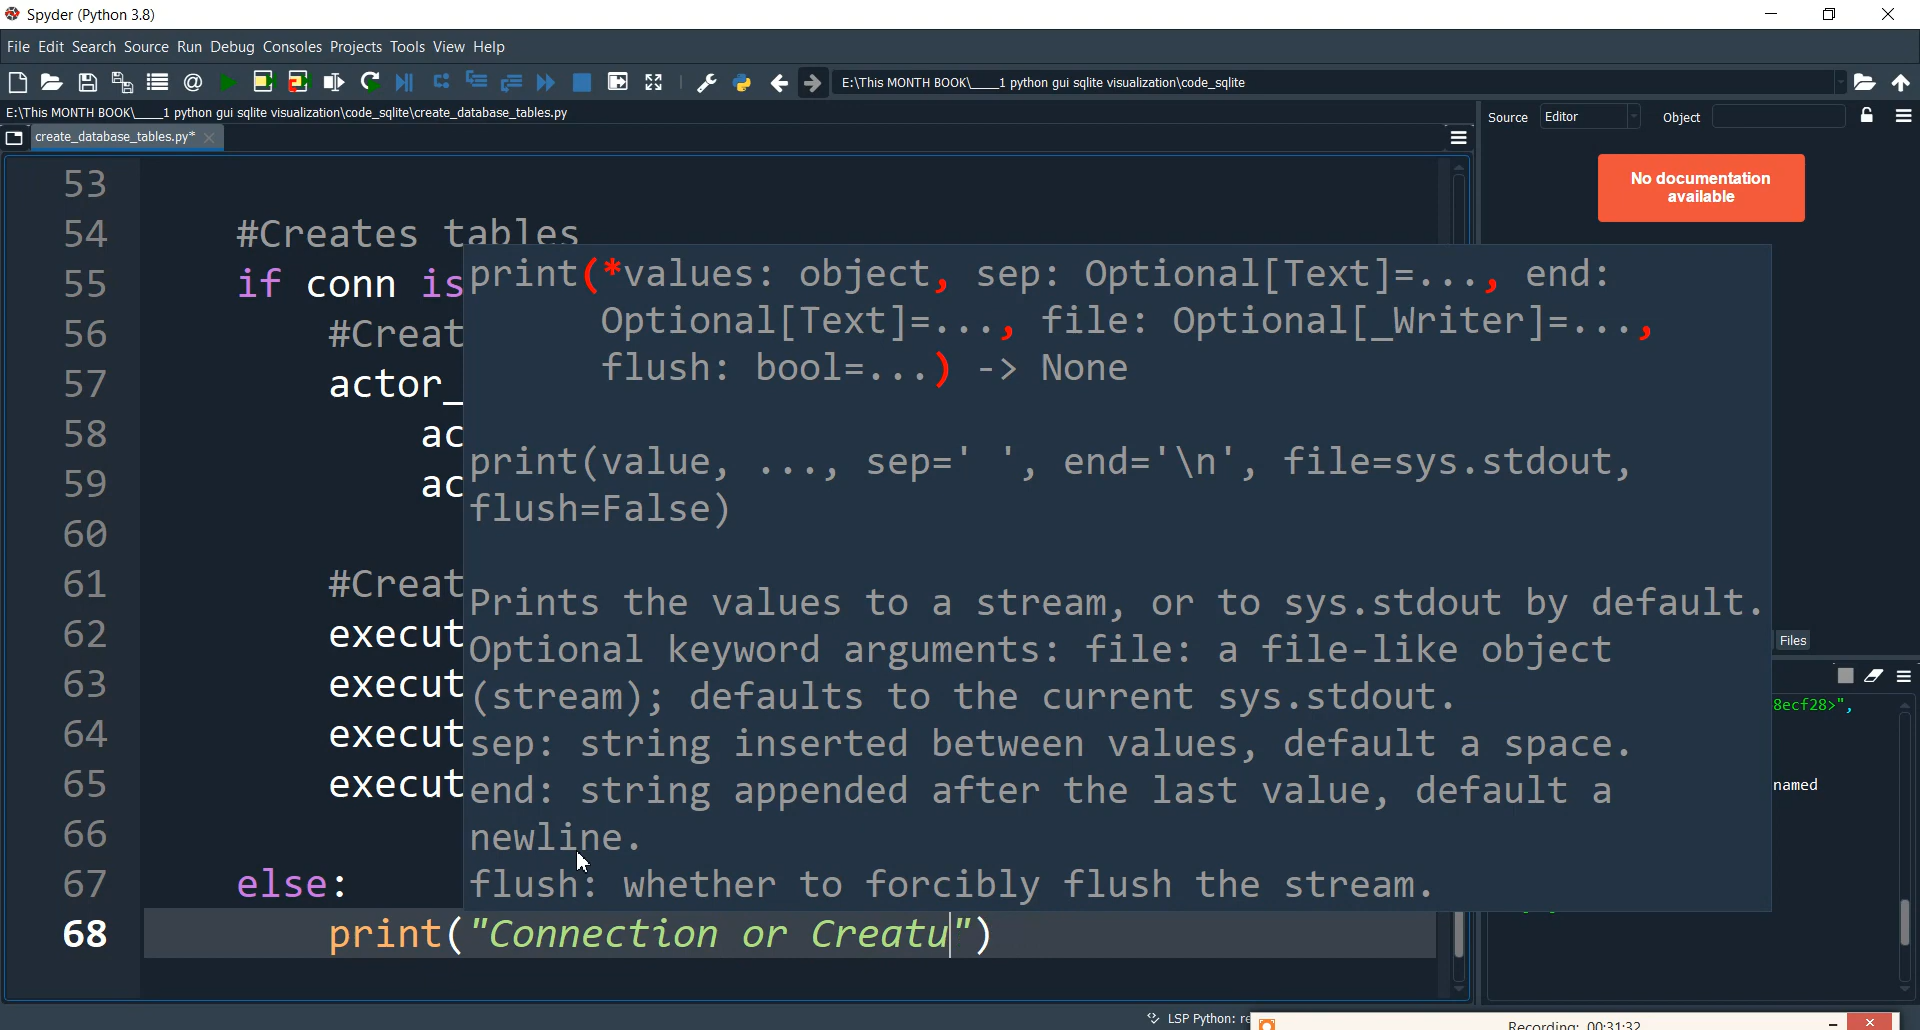 Spyder (Python 3.8)
File Edit Search Source Run Debug Consoles Projects Tools View Help
E:\This MONTH BOOK\____1 python gui sqlite visualization\code_sqlite
E:\This MONTH BOOK\____1 python gui sqlite visualization\code_sqlite\create_database_tables.py
Source Editor Object
create_database_tables.py*
No documentation
available
53
54 #Creates tables
55 if conn is
56 #Creat
57 actor_
58 ac
59 ac
60
61 #Creat
62 execut
63 execut
64 execut
65 execut
66
67 else:
68 print("Connection or Creatu")
print(*values: object, sep: Optional[Text]=..., end:
Optional[Text]=..., file: Optional[_Writer]=...,
flush: bool=...) -> None
print(value, ..., sep=' ', end='\n', file=sys.stdout,
flush=False)
Prints the values to a stream, or to sys.stdout by default.
Optional keyword arguments: file: a file-like object
(stream); defaults to the current sys.stdout.
sep: string inserted between values, default a space.
end: string appended after the last value, default a
newline.
flush: whether to forcibly flush the stream.
Files
8ecf28>",
named
LSP Python: re
Recording: 00:31:32